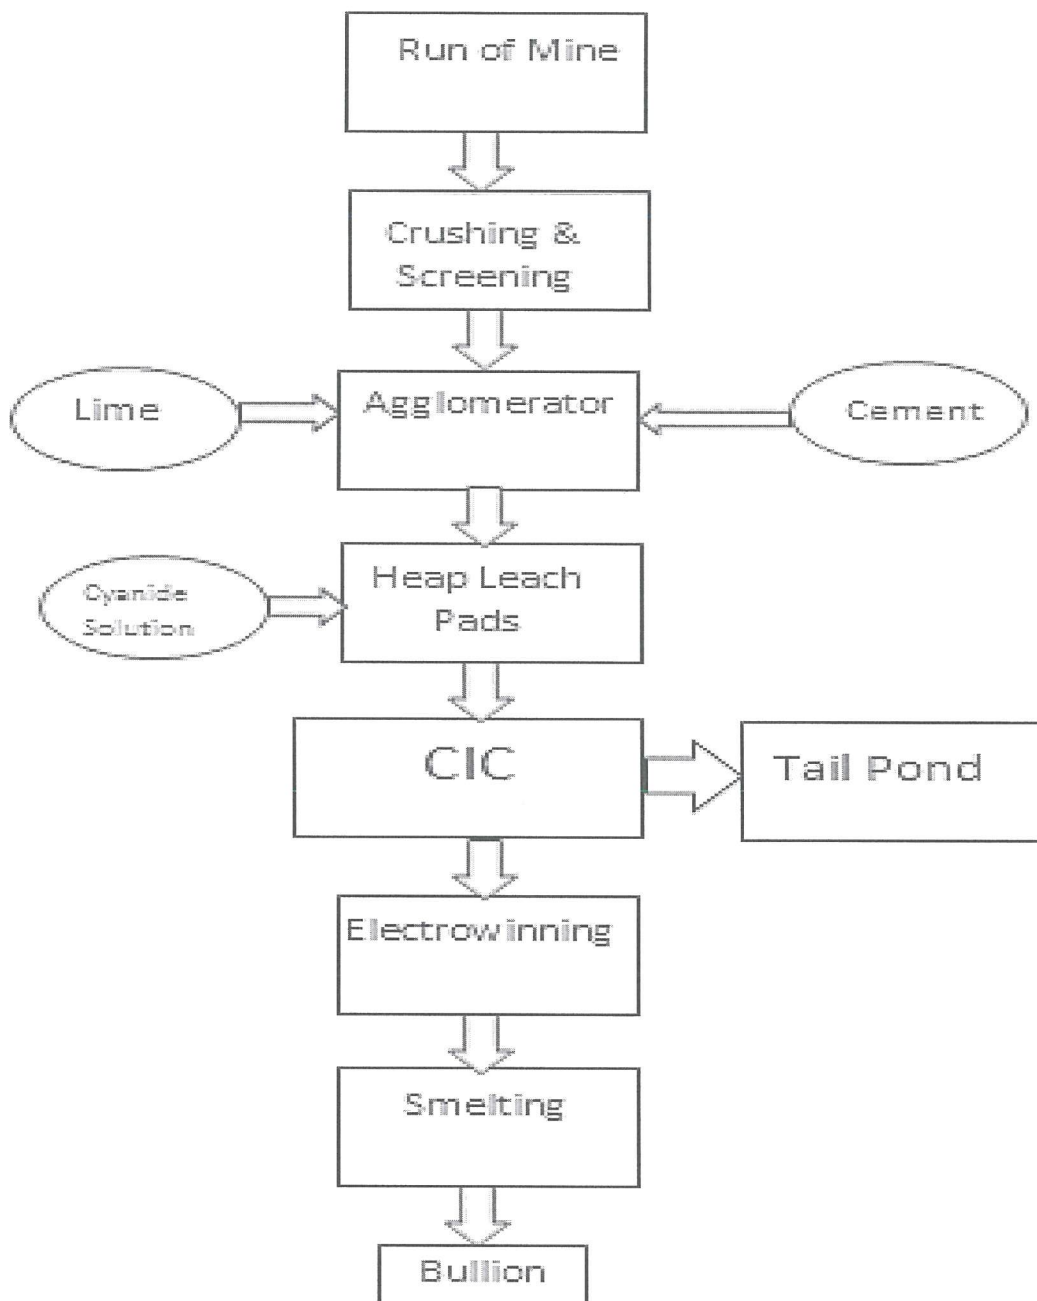 Run of Mine
Crushing &
Screening
Lime
Agglomerator
Cement
Cyanide
Solution
Heap Leach
Pads
CIC
Tail Pond
Electrowinning
Smelting
Bullion